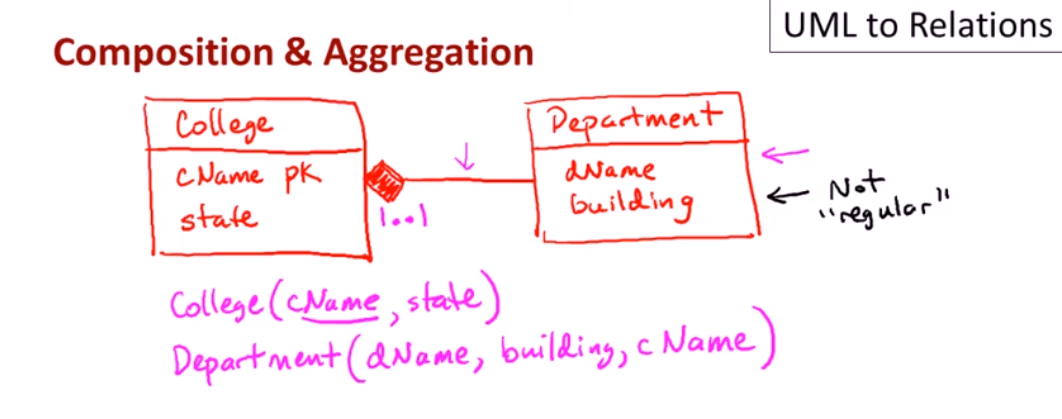 UML to Relations
Composition & Aggregation
College
cName pk
state
1..1
Department
dName
building
Not
"regular"
College(cName, state)
Department(dName, building, cName)